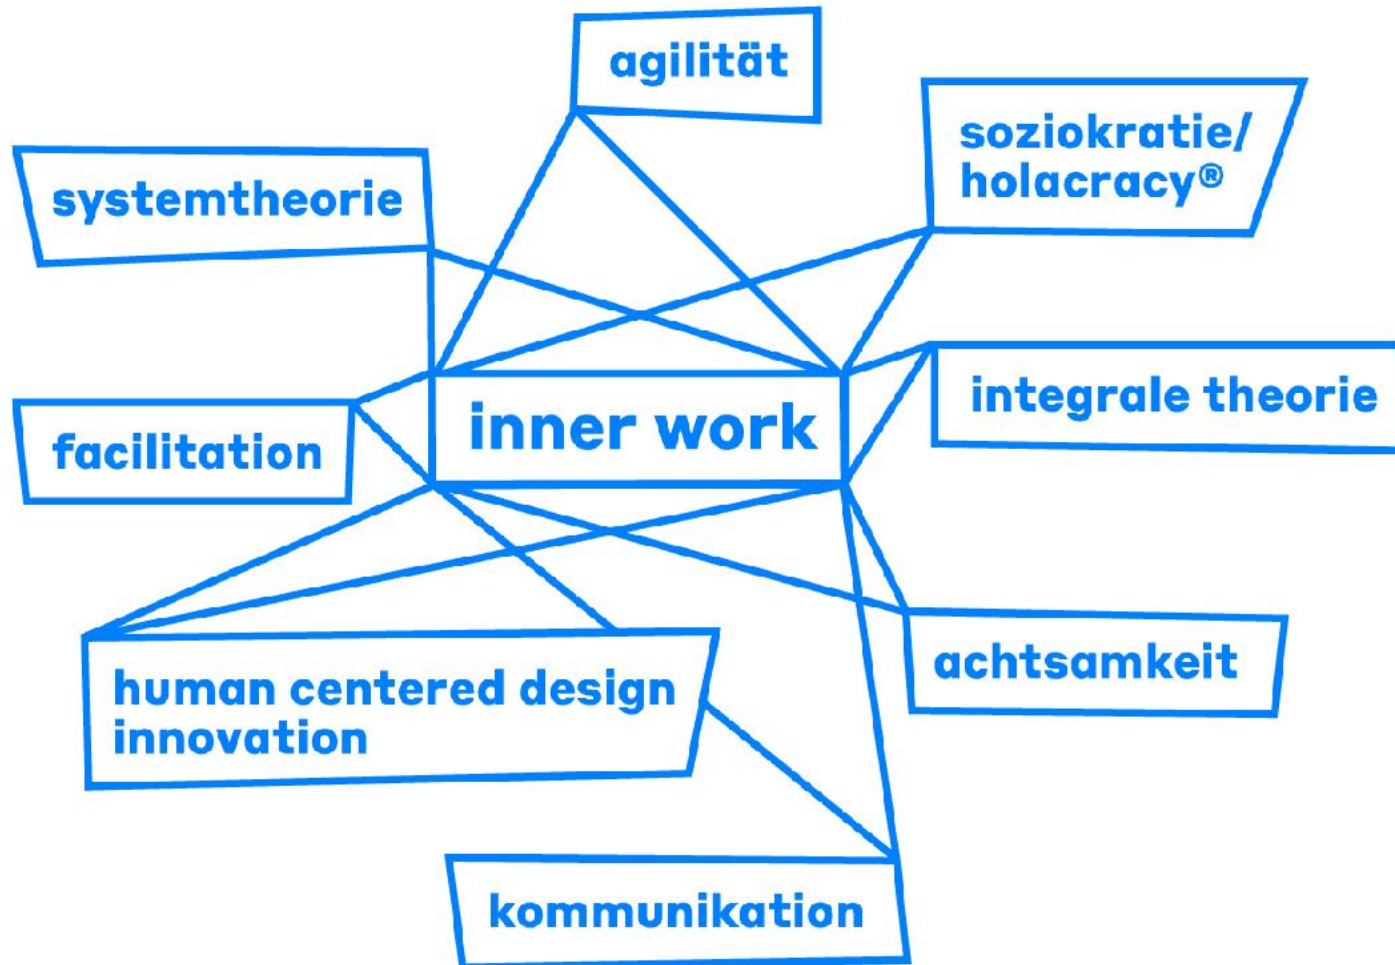 agilität
soziokratie/
holacracy®
systemtheorie
integrale theorie
inner work
facilitation
achtsamkeit
human centered design
innovation
kommunikation